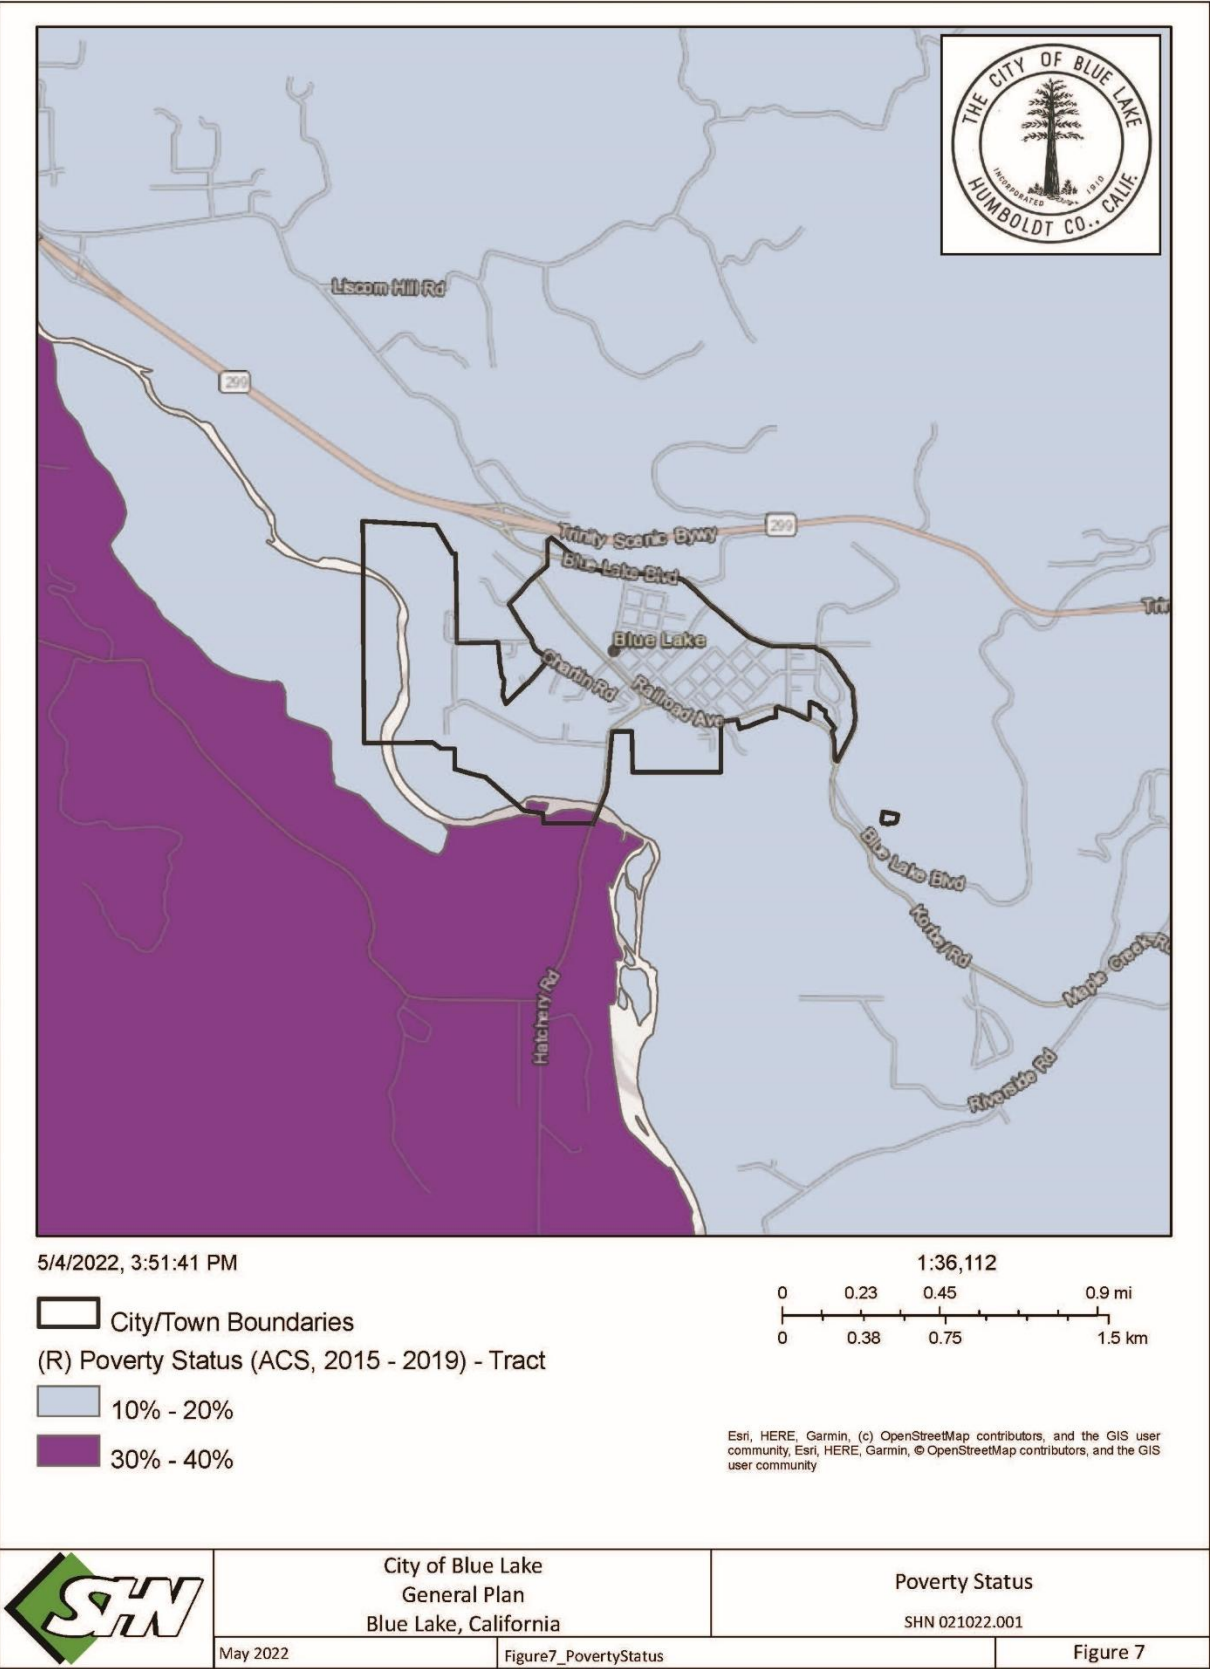 THE CITY OF BLUE LAKE
INCORPORATED 1910
HUMBOLDT CO., CALIF.
Liscom Hill Rd
299
Trinity Scenic Bywy
299
Blue Lake Blvd
Trin
Blue Lake
Chartin Rd
Railroad Ave
Blue Lake Blvd
Korbel Rd
Maple Creek Rd
Hatchery Rd
Riverside Rd
5/4/2022, 3:51:41 PM
1:36,112
0 0.23 0.45 0.9 mi
0 0.38 0.75 1.5 km
City/Town Boundaries
(R) Poverty Status (ACS, 2015 - 2019) - Tract
10% - 20%
30% - 40%
Esri, HERE, Garmin, (c) OpenStreetMap contributors, and the GIS user
community, Esri, HERE, Garmin, © OpenStreetMap contributors, and the GIS
user community
SHN
City of Blue Lake
General Plan
Blue Lake, California
Poverty Status
SHN 021022.001
May 2022
Figure7_PovertyStatus
Figure 7